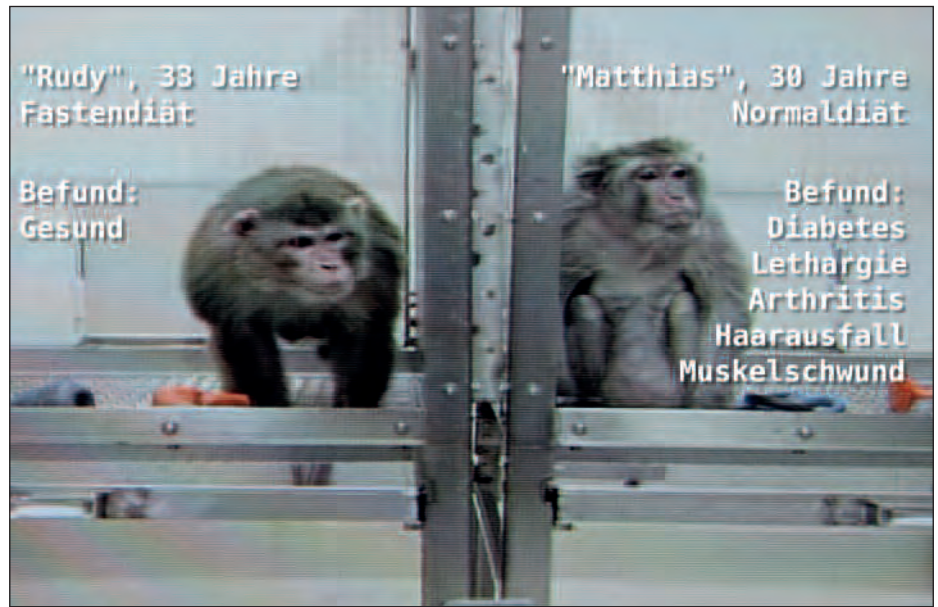 "Rudy", 33 Jahre
Fastendiät
Befund:
Gesund
"Matthias", 30 Jahre
Normaldiät
Befund:
Diabetes
Lethargie
Arthritis
Haarausfall
Muskelschwund